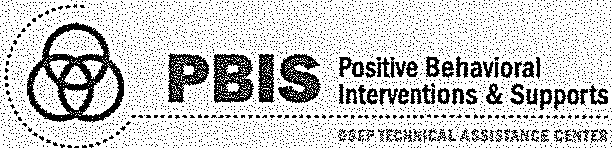 PBIS
Positive Behavioral
Interventions & Supports
OSEP TECHNICAL ASSISTANCE CENTER